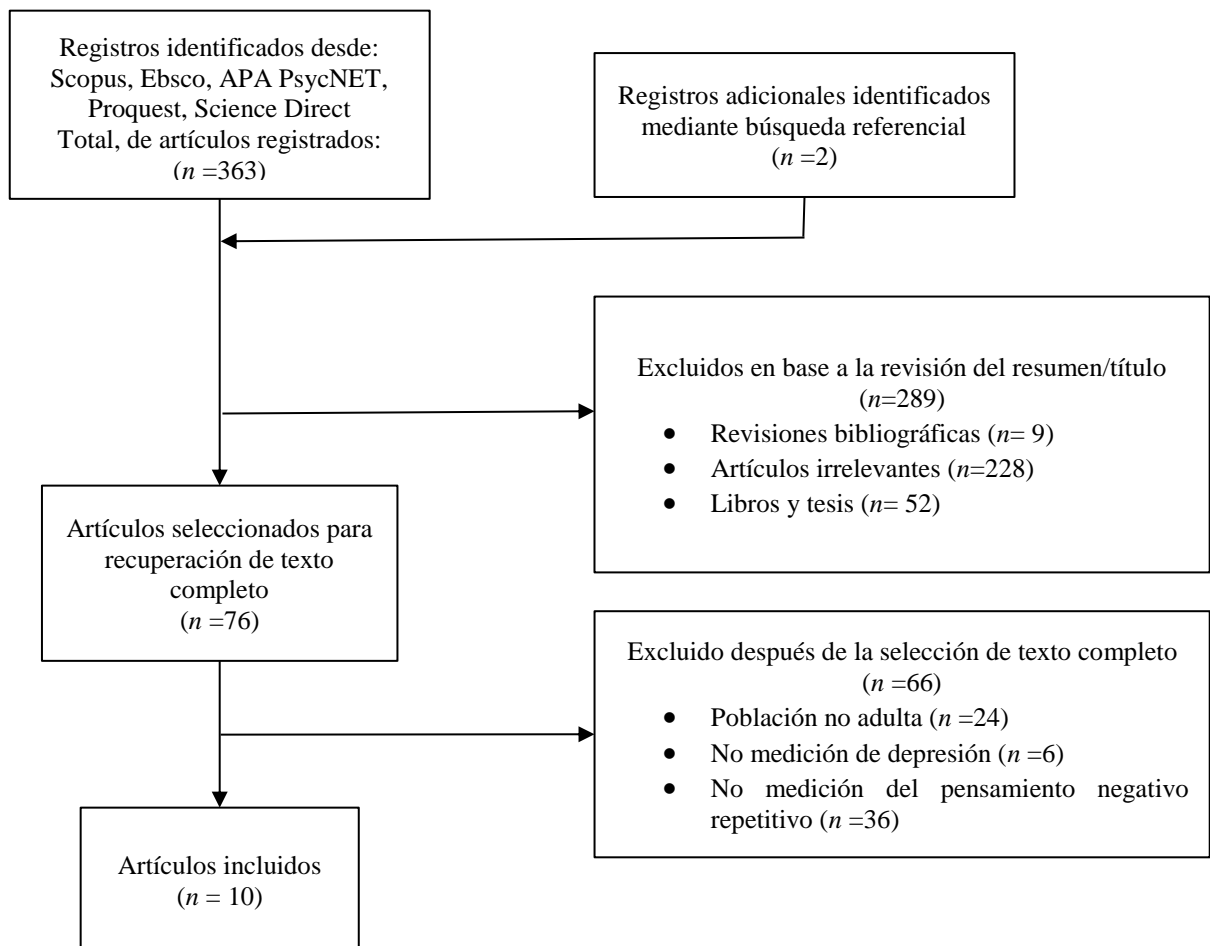 Registros identificados desde:
Scopus, Ebsco, APA PsycNET,
Proquest, Science Direct
Total, de artículos registrados:
(n =363)
Registros adicionales identificados
mediante búsqueda referencial
(n =2)
Excluidos en base a la revisión del resumen/título
(n=289)
• Revisiones bibliográficas (n= 9)
• Artículos irrelevantes (n=228)
• Libros y tesis (n= 52)
Artículos seleccionados para
recuperación de texto
completo
(n =76)
Excluido después de la selección de texto completo
(n =66)
• Población no adulta (n =24)
• No medición de depresión (n =6)
• No medición del pensamiento negativo
repetitivo (n =36)
Artículos incluidos
(n = 10)